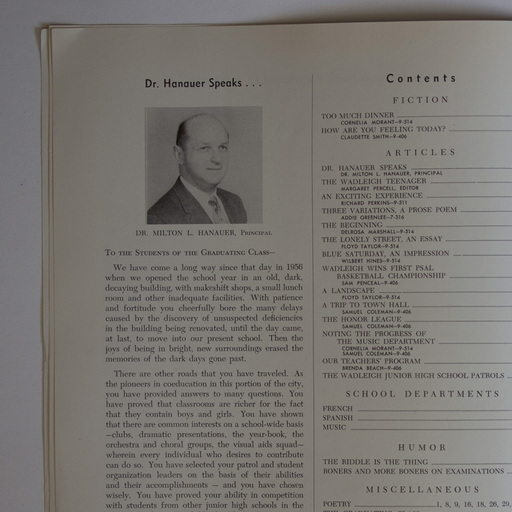 Dr. Hanauer Speaks . . .
DR. MILTON L. HANAUER, Principal
To the Students of the Graduating Class—
We have come a long way since that day in 1956
when we opened the school year in an old, dark,
decaying building, with makeshift shops, a small lunch
room and other inadequate facilities. With patience
and fortitude you cheerfully bore the many delays
caused by the discovery of unsuspected deficiencies
in the building being renovated, until the day came,
at last, to move into our present school. Then the
joys of being in bright, new surroundings erased the
memories of the dark days gone past.
There are other roads that you have traveled. As
the pioneers in coeducation in this portion of the city,
you have provided answers to many questions. You
have proved that classrooms are richer for the fact
that they contain boys and girls. You have shown
that there are common interests on a school-wide basis
—clubs, dramatic presentations, the year-book, the
orchestra and choral groups, the visual aids squad—
wherein every individual who desires to contribute
can do so. You have selected your patrol and student
organization leaders on the basis of their abilities
and their accomplishments — and you have chosen
wisely. You have proved your ability in competition
with students from other junior high schools in the
Contents
FICTION
TOO MUCH DINNER
CORNELIA MORANT—9-314
HOW ARE YOU FEELING TODAY?
CLAUDETTE SMITH—9-406
ARTICLES
DR. HANAUER SPEAKS
DR. MILTON L. HANAUER, PRINCIPAL
THE WADLEIGH TEENAGER
MARGARET PERCELL, EDITOR
AN EXCITING EXPERIENCE
RICHARD PERKINS—9-311
THREE VARIATIONS, A PROSE POEM
ADDIE GREENLEE—7-316
THE BEGINNING
DELROSA MARSHALL—9-314
THE LONELY STREET, AN ESSAY
FLOYD TAYLOR—9-514
BLUE SATURDAY, AN IMPRESSION
WILBERT HINES—9-514
WADLEIGH WINS FIRST PSAL
BASKETBALL CHAMPIONSHIP
SAM PENCEAL—9-406
A LANDSCAPE
FLOYD TAYLOR—9-514
A TRIP TO TOWN HALL
SAMUEL COLEMAN—9-406
THE HONOR LEAGUE
SAMUEL COLEMAN—9-406
NOTING THE PROGRESS OF
THE MUSIC DEPARTMENT
CORNELIA MORANT—9-314
SAMUEL COLEMAN—9-406
OUR TEACHERS' PROGRAM
BRENDA BEACH—9-406
THE WADLEIGH JUNIOR HIGH SCHOOL PATROLS
SCHOOL DEPARTMENTS
FRENCH
SPANISH
MUSIC
HUMOR
THE RIDDLE IS THE THING
BONERS AND MORE BONERS ON EXAMINATIONS
MISCELLANEOUS
POETRY 1, 8, 9, 16, 18, 26, 29,